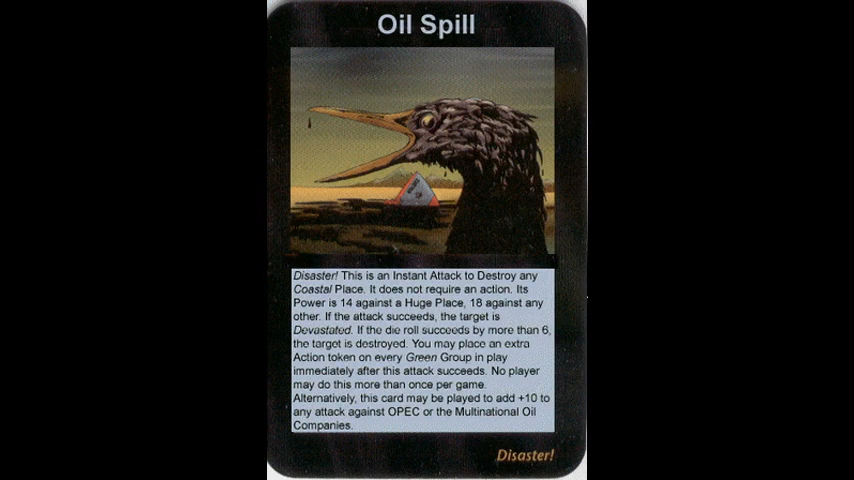 Oil Spill
Disaster! This is an Instant Attack to Destroy any
Coastal Place. It does not require an action. Its
Power is 14 against a Huge Place, 18 against any
other. If the attack succeeds, the target is
Devastated. If the die roll succeeds by more than 6,
the target is destroyed. You may place an extra
Action token on every Green Group in play
immediately after this attack succeeds. No player
may do this more than once per game.
Alternatively, this card may be played to add +10 to
any attack against OPEC or the Multinational Oil
Companies.
Disaster!